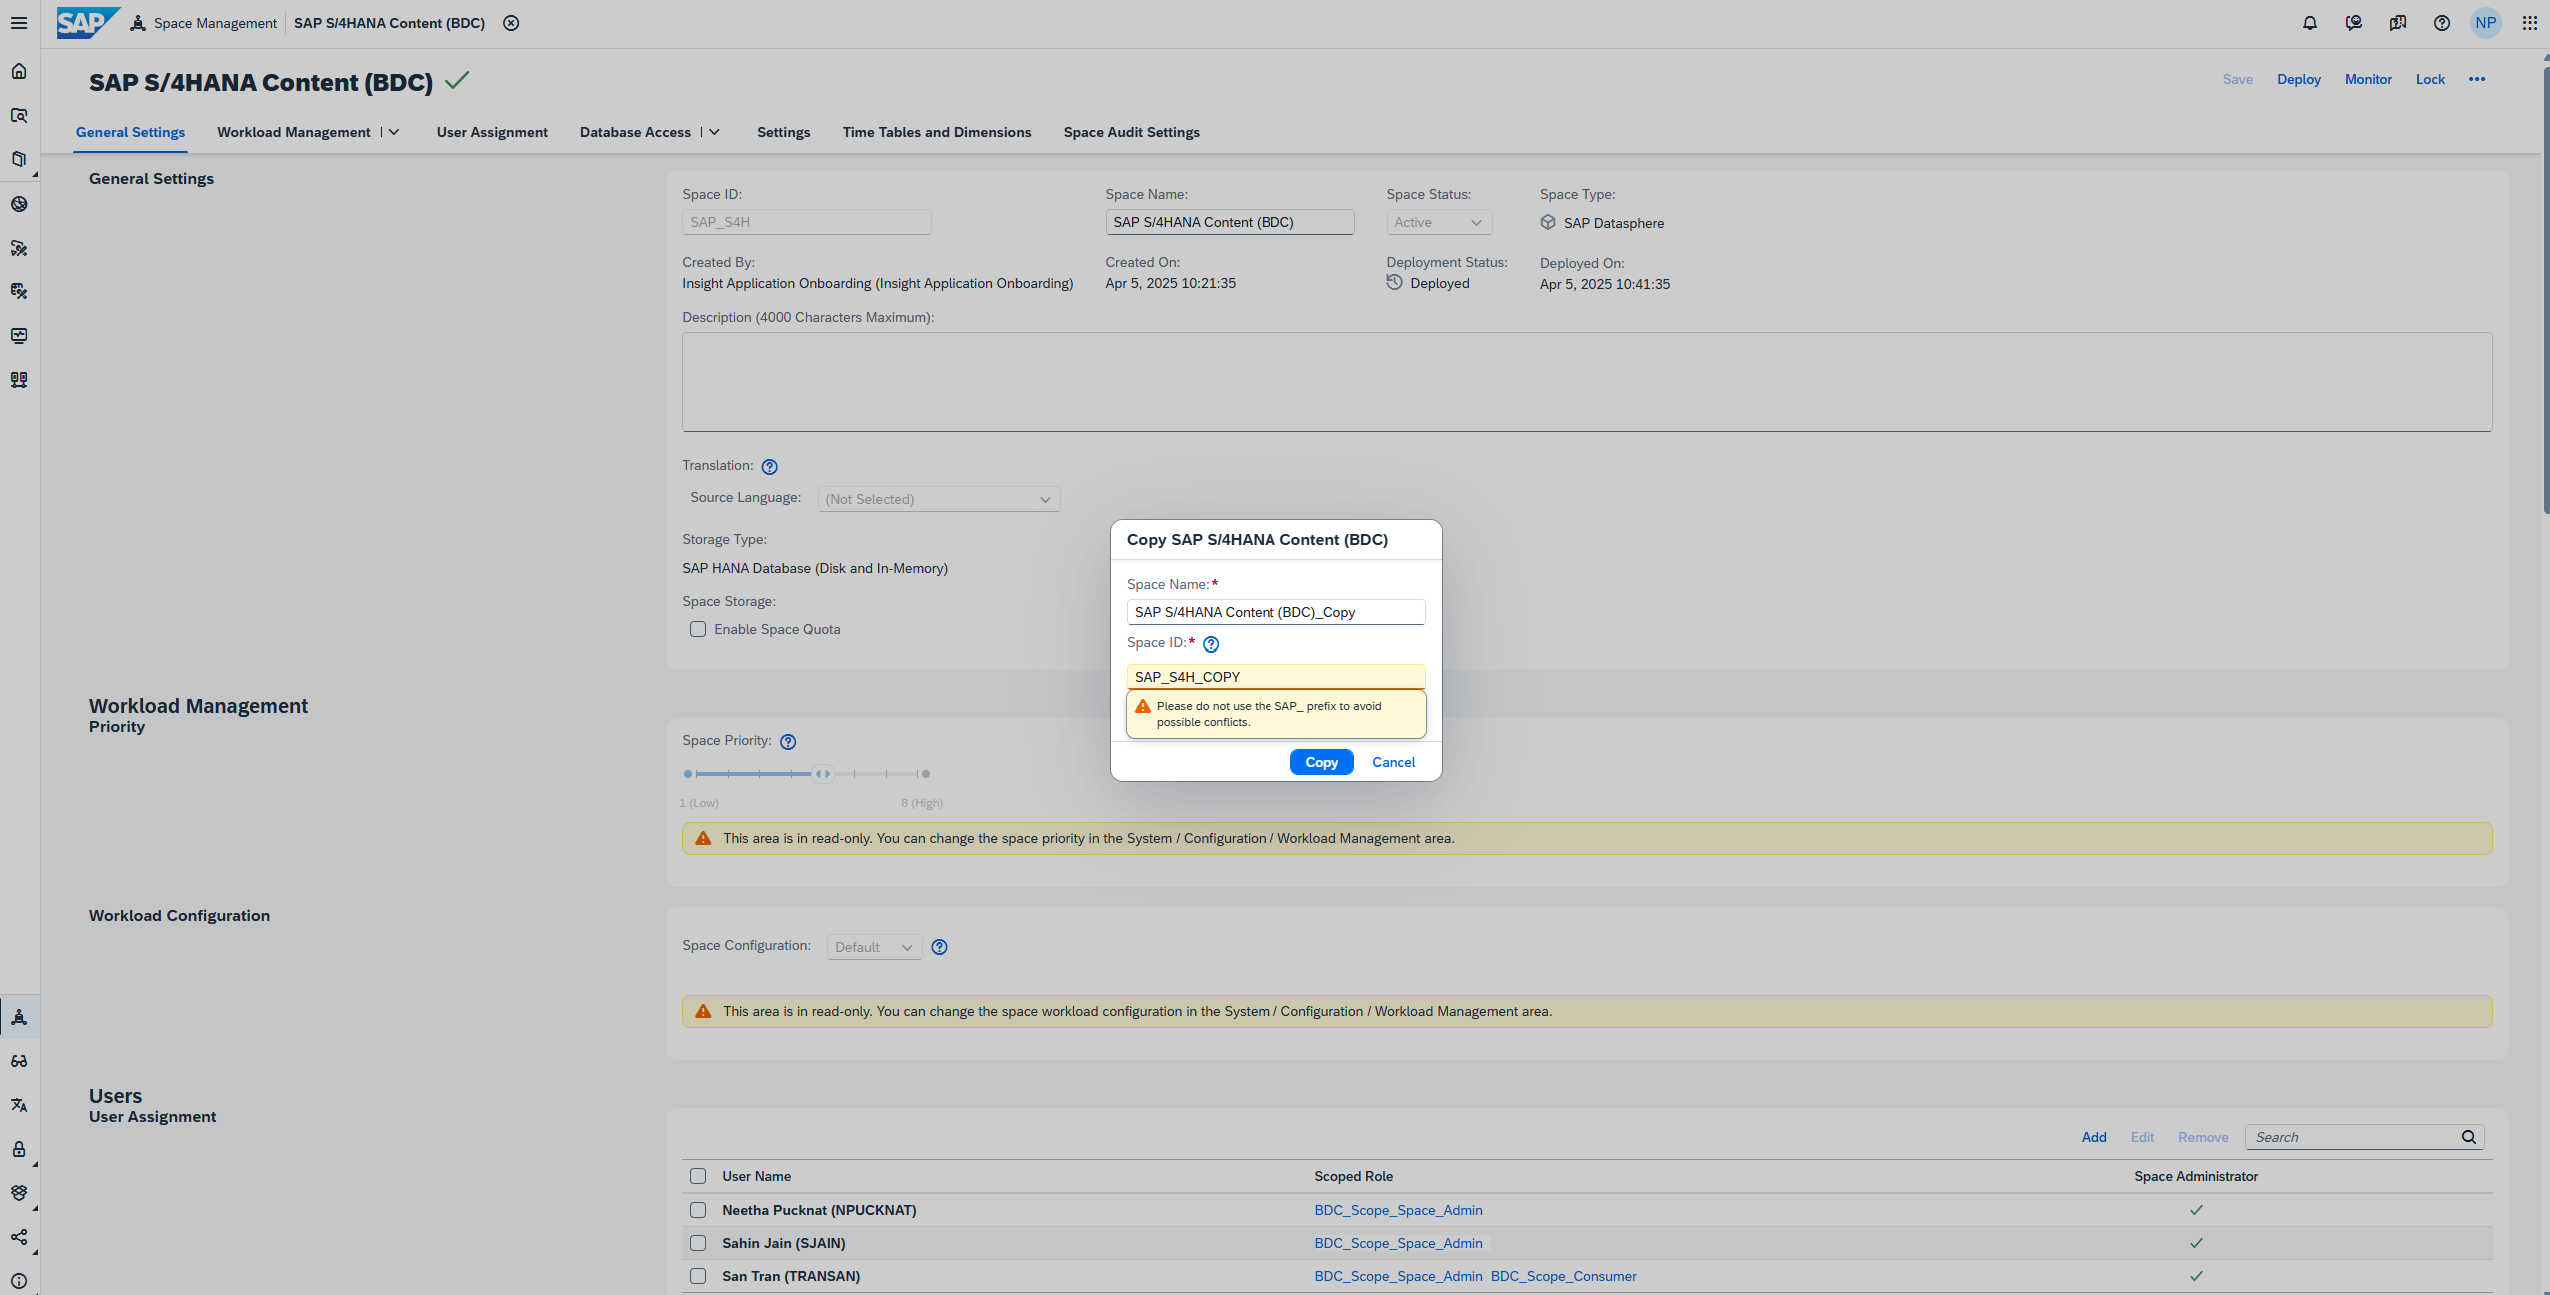 SAP Space Management SAP S/4HANA Content (BDC) NP
SAP S/4HANA Content (BDC) Save Deploy Monitor Lock
General Settings Workload Management User Assignment Database Access Settings Time Tables and Dimensions Space Audit Settings
General Settings
Space ID: Space Name: Space Status: Space Type:
SAP_S4H SAP S/4HANA Content (BDC) Active SAP Datasphere
Created By: Created On: Deployment Status: Deployed On:
Insight Application Onboarding (Insight Application Onboarding) Apr 5, 2025 10:21:35 Deployed Apr 5, 2025 10:41:35
Description (4000 Characters Maximum):
Translation:
Source Language: (Not Selected)
Storage Type:
SAP HANA Database (Disk and In-Memory)
Space Storage:
Enable Space Quota
Copy SAP S/4HANA Content (BDC)
Space Name:*
SAP S/4HANA Content (BDC)_Copy
Space ID:*
SAP_S4H_COPY
Please do not use the SAP_ prefix to avoid
possible conflicts.
Copy Cancel
Workload Management
Priority
Space Priority:
1 (Low) 8 (High)
This area is in read-only. You can change the space priority in the System / Configuration / Workload Management area.
Workload Configuration
Space Configuration: Default
This area is in read-only. You can change the space workload configuration in the System / Configuration / Workload Management area.
Users
User Assignment
Add Edit Remove Search
User Name Scoped Role Space Administrator
Neetha Pucknat (NPUCKNAT) BDC_Scope_Space_Admin
Sahin Jain (SJAIN) BDC_Scope_Space_Admin
San Tran (TRANSAN) BDC_Scope_Space_Admin BDC_Scope_Consumer